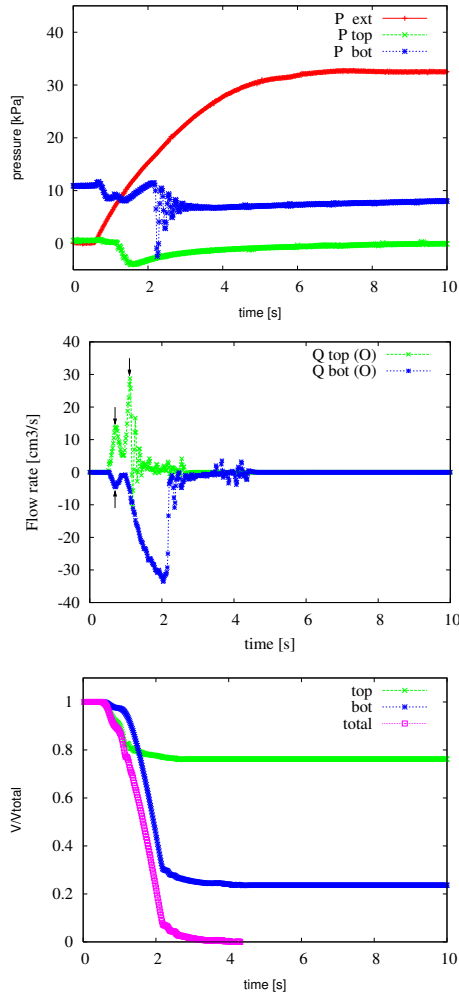 P ext
P top
P bot
pressure [kPa]
40
30
20
10
0
0 2 4 6 8 10
time [s]
Q top (O)
Q bot (O)
Flow rate [cm3/s]
40
30
20
10
0
-10
-20
-30
-40
0 2 4 6 8 10
time [s]
top
bot
total
V/Vtotal
1
0.8
0.6
0.4
0.2
0
0 2 4 6 8 10
time [s]